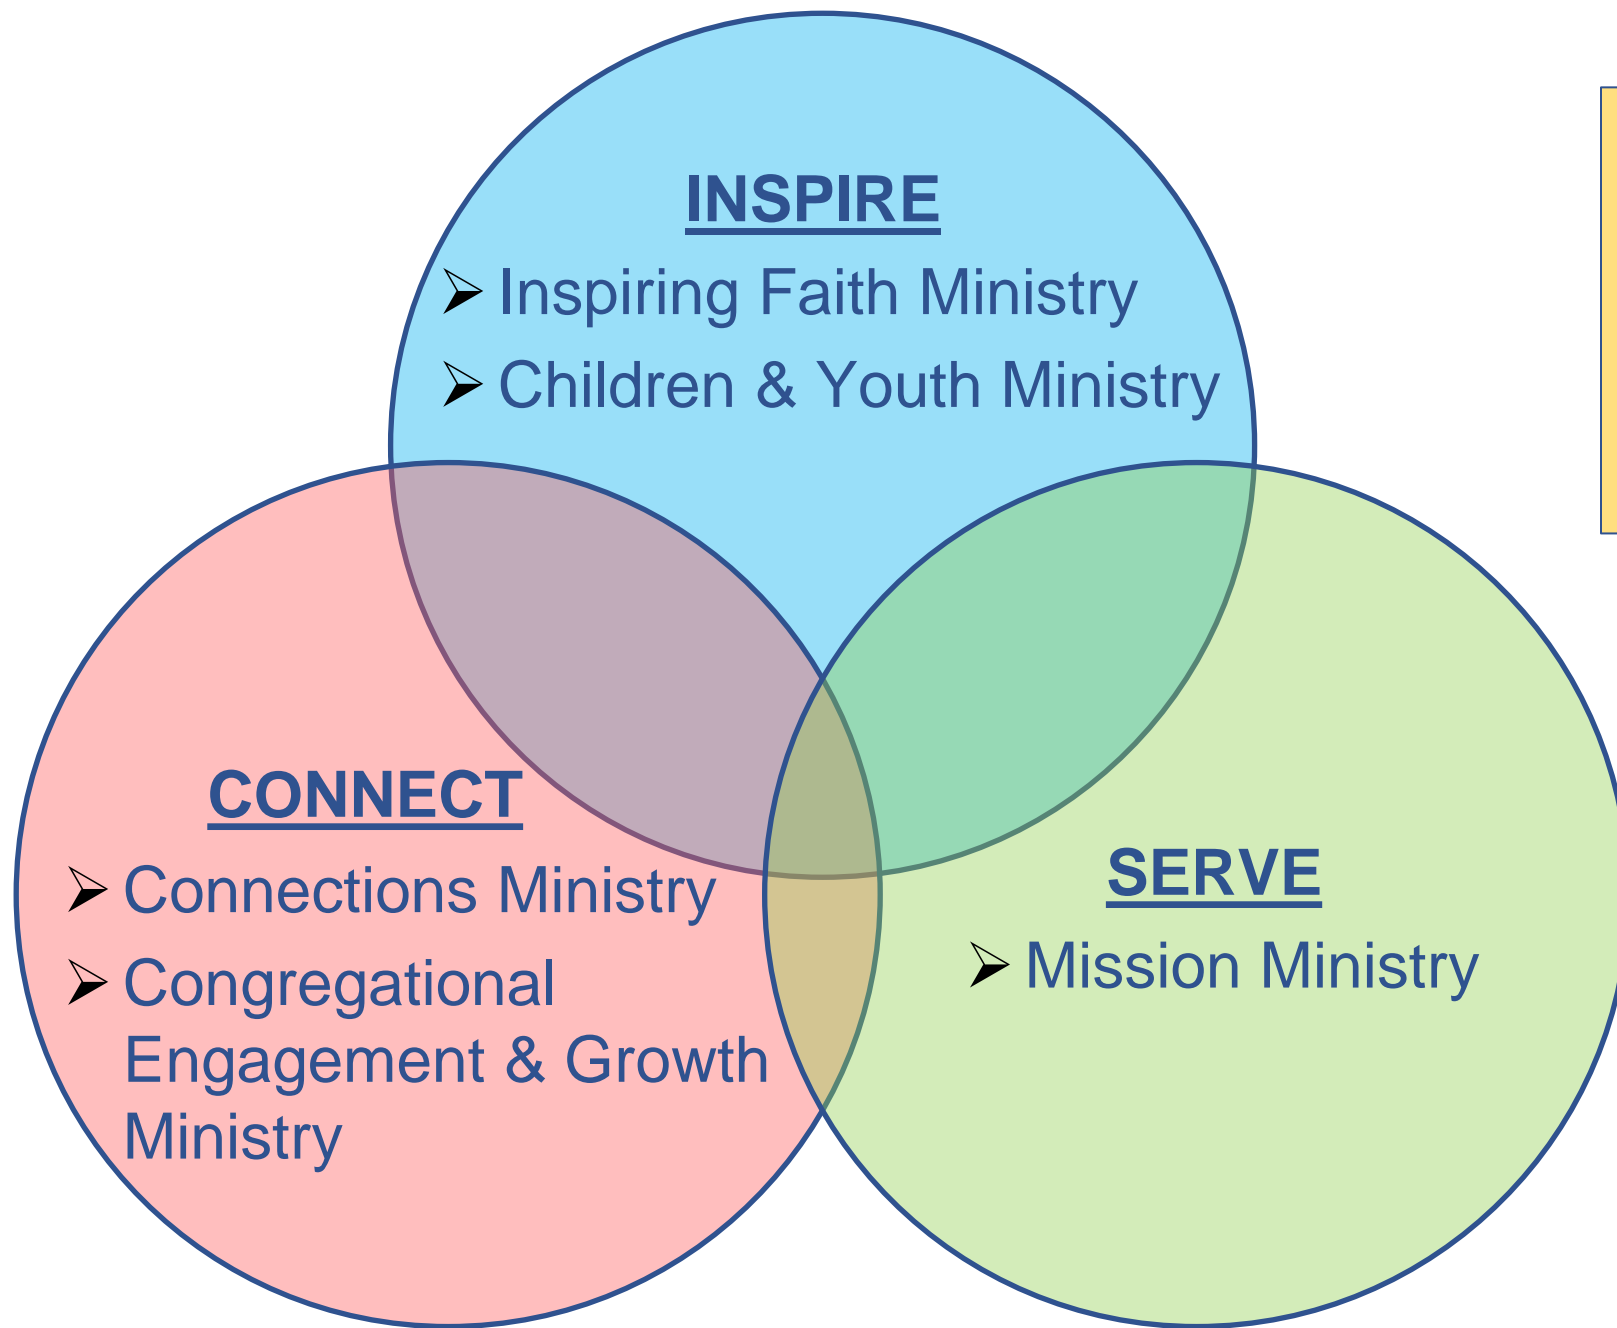 INSPIRE
➢ Inspiring Faith Ministry
➢ Children & Youth Ministry
CONNECT
➢ Connections Ministry
➢ Congregational
Engagement & Growth
Ministry
SERVE
➢ Mission Ministry